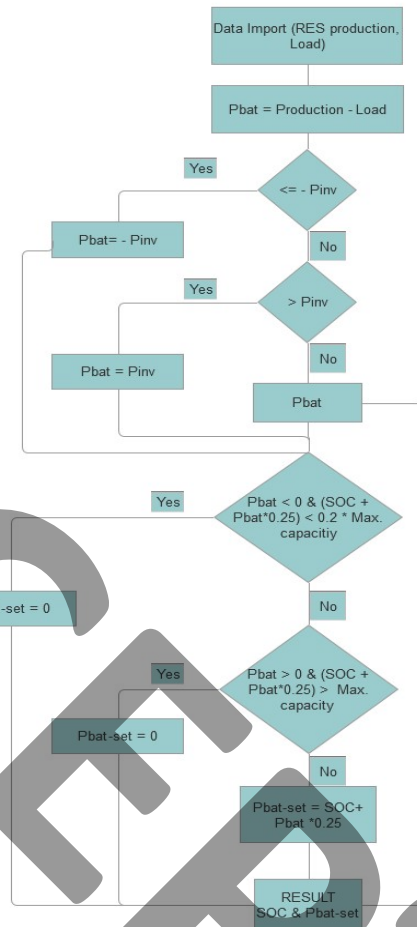 Data Import (RES production,
Load)
Pbat = Production - Load
Yes
<= - Pinv
Pbat= - Pinv
No
Yes
> Pinv
Pbat = Pinv
No
Pbat
Yes
Pbat < 0 & (SOC +
Pbat*0.25) < 0.2 * Max.
capacitiy
-set = 0
No
Yes
Pbat > 0 & (SOC +
Pbat*0.25) > Max.
capacity
Pbat-set = 0
No
Pbat-set = SOC+
Pbat *0.25
RESULT
SOC & Pbat-set